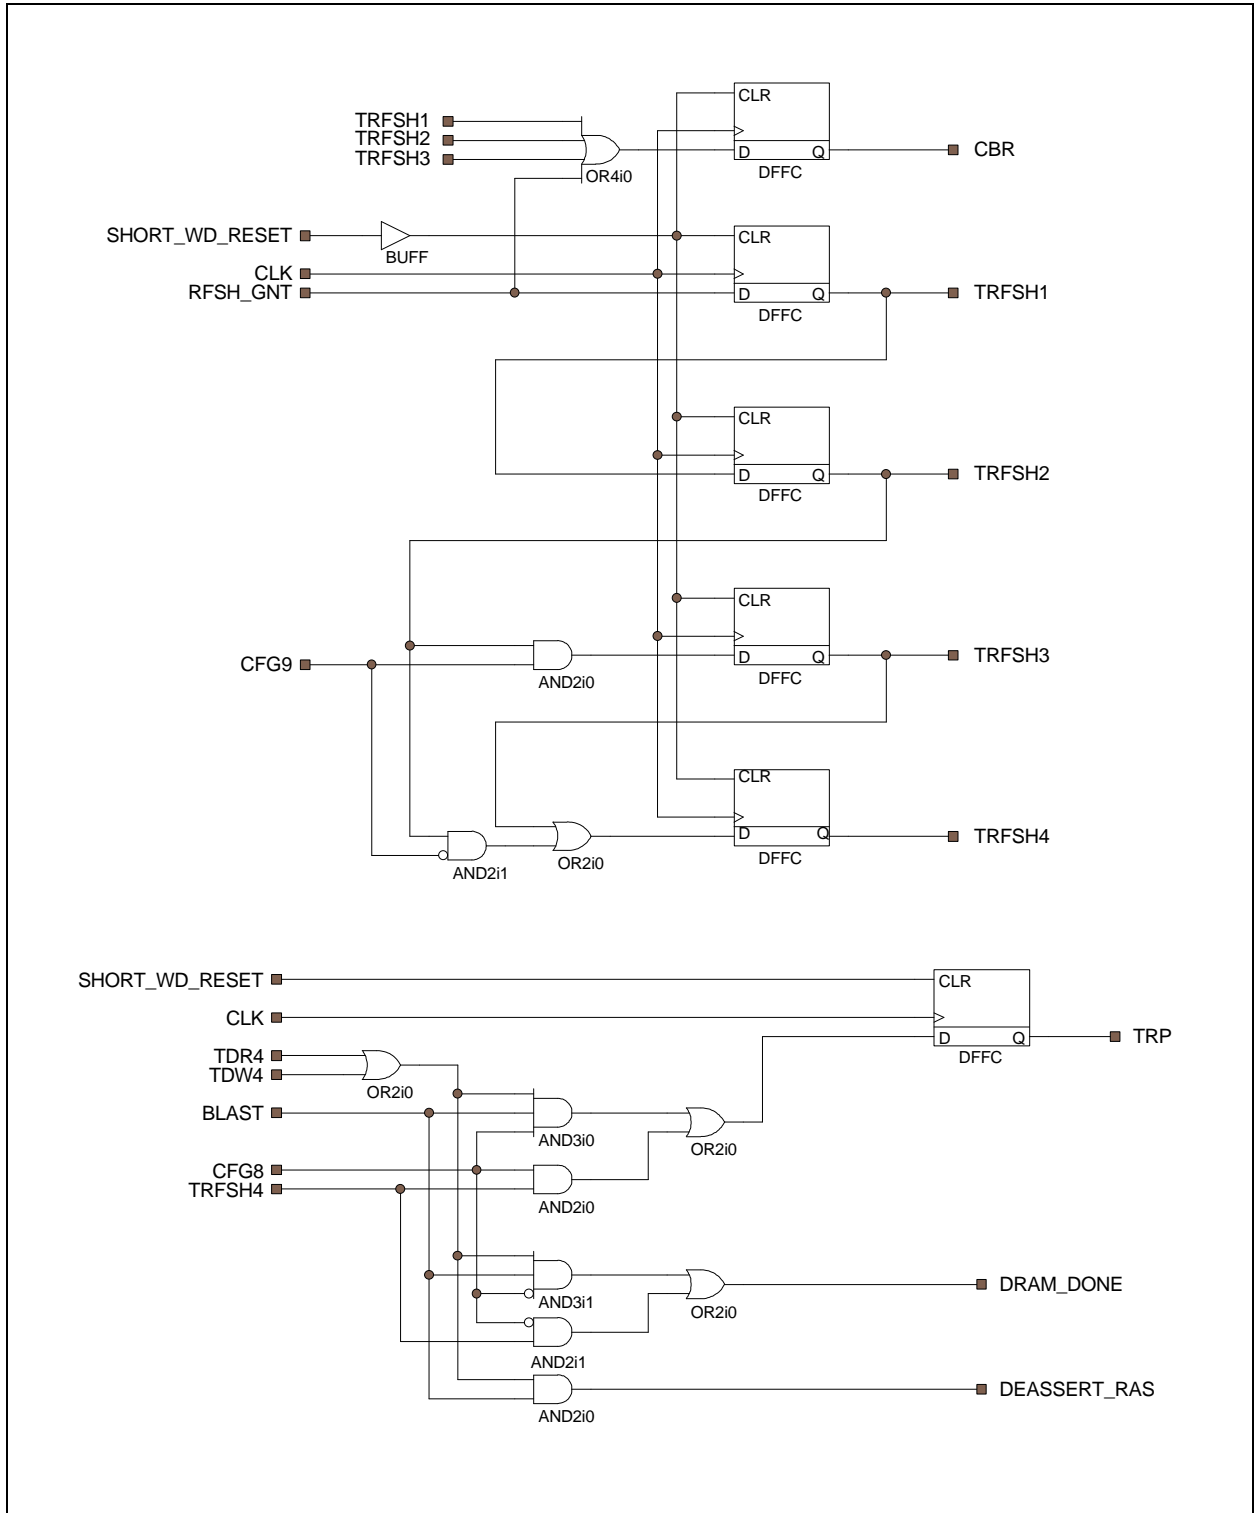 CLR
TRFSH1
TRFSH2
TRFSH3
D Q
CBR
OR4i0
DFFC
SHORT_WD_RESET
CLR
BUFF
CLK
RFSH_GNT
D Q
TRFSH1
DFFC
CLR
D Q
TRFSH2
DFFC
CLR
CFG9
D Q
TRFSH3
AND2i0
DFFC
CLR
D Q
TRFSH4
OR2i0
DFFC
AND2i1
SHORT_WD_RESET
CLR
CLK
D Q
TRP
TDR4
DFFC
TDW4
OR2i0
BLAST
AND3i0
OR2i0
CFG8
TRFSH4
AND2i0
DRAM_DONE
AND3i1
OR2i0
AND2i1
DEASSERT_RAS
AND2i0